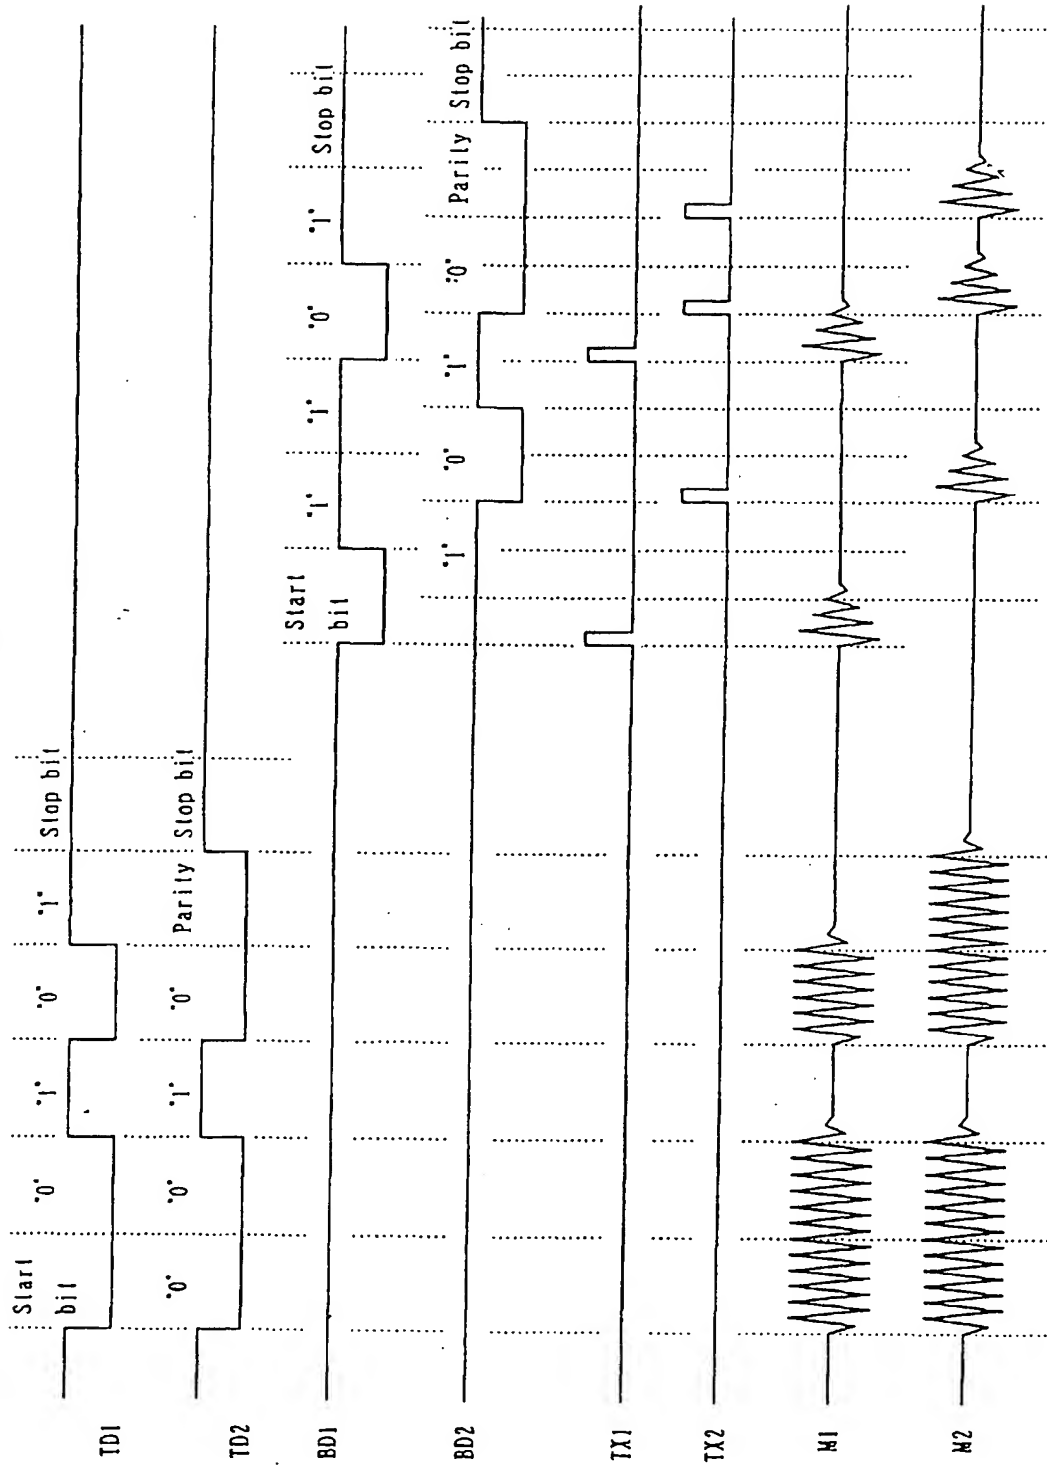 TD1 Start bit "0" "1" "0" "1" Stop bit
TD2 "0" "0" "1" "0" Parity Stop bit
BD1 Start bit "1" "1" "0" "1" Stop bit
BD2 "1" "0" "1" "0" Parity Stop bit
TX1
TX2
M1
M2